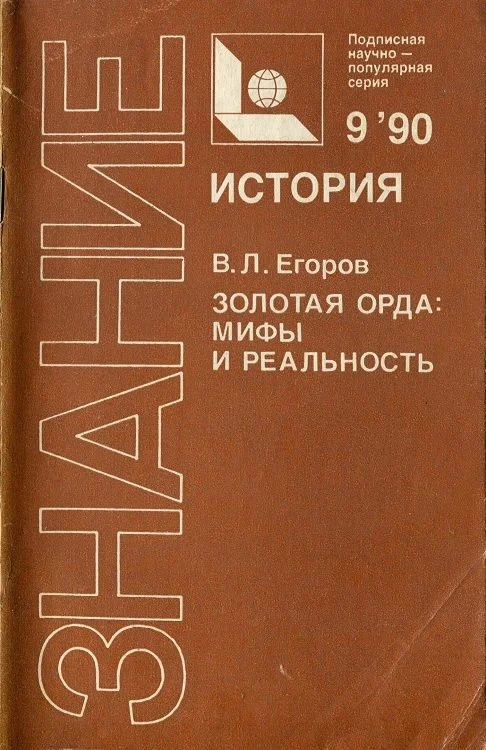 ЗНАНИЕ
Подписная
научно —
популярная
серия
9 '90
ИСТОРИЯ
В. Л. Егоров
ЗОЛОТАЯ ОРДА:
МИФЫ
И РЕАЛЬНОСТЬ